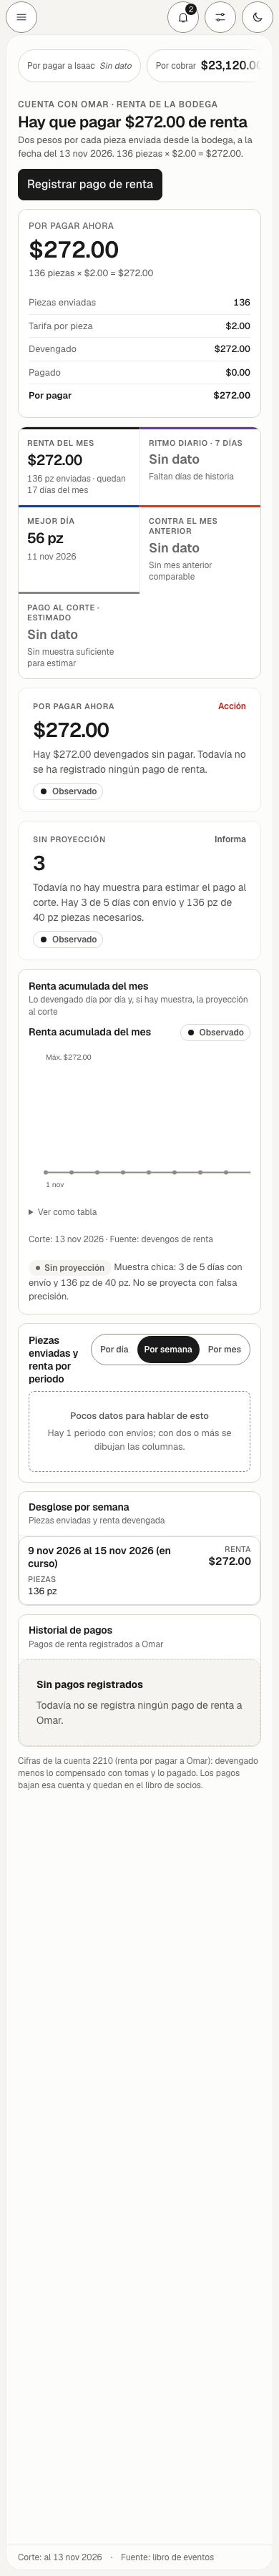 2
Por pagar a Isaac Sin dato
Por cobrar $23,120.00
CUENTA CON OMAR · RENTA DE LA BODEGA
Hay que pagar $272.00 de renta
Dos pesos por cada pieza enviada desde la bodega, a la
fecha del 13 nov 2026. 136 piezas × $2.00 = $272.00.
Registrar pago de renta
POR PAGAR AHORA
$272.00
136 piezas × $2.00 = $272.00
Piezas enviadas 136
Tarifa por pieza $2.00
Devengado $272.00
Pagado $0.00
Por pagar $272.00
RENTA DEL MES
$272.00
136 pz enviadas · quedan
17 días del mes
RITMO DIARIO · 7 DÍAS
Sin dato
Faltan días de historia
MEJOR DÍA
56 pz
11 nov 2026
CONTRA EL MES
ANTERIOR
Sin dato
Sin mes anterior
comparable
PAGO AL CORTE ·
ESTIMADO
Sin dato
Sin muestra suficiente
para estimar
POR PAGAR AHORA Acción
$272.00
Hay $272.00 devengados sin pagar. Todavía no
se ha registrado ningún pago de renta.
Observado
SIN PROYECCIÓN Informa
3
Todavía no hay muestra para estimar el pago al
corte. Hay 3 de 5 días con envío y 136 pz de
40 pz piezas necesarios.
Observado
Renta acumulada del mes
Lo devengado día por día y, si hay muestra, la proyección
al corte
Renta acumulada del mes Observado
Máx. $272.00
1 nov
Ver como tabla
Corte: 13 nov 2026 · Fuente: devengos de renta
Sin proyección Muestra chica: 3 de 5 días con
envío y 136 pz de 40 pz. No se proyecta con falsa
precisión.
Piezas
enviadas y
renta por
periodo
Por día Por semana Por mes
Pocos datos para hablar de esto
Hay 1 periodo con envíos; con dos o más se
dibujan las columnas.
Desglose por semana
Piezas enviadas y renta devengada
9 nov 2026 al 15 nov 2026 (en
curso)
RENTA
$272.00
PIEZAS
136 pz
Historial de pagos
Pagos de renta registrados a Omar
Sin pagos registrados
Todavía no se registra ningún pago de renta a
Omar.
Cifras de la cuenta 2210 (renta por pagar a Omar): devengado
menos lo compensado con tomas y lo pagado. Los pagos
bajan esa cuenta y quedan en el libro de socios.
Corte: al 13 nov 2026 · Fuente: libro de eventos